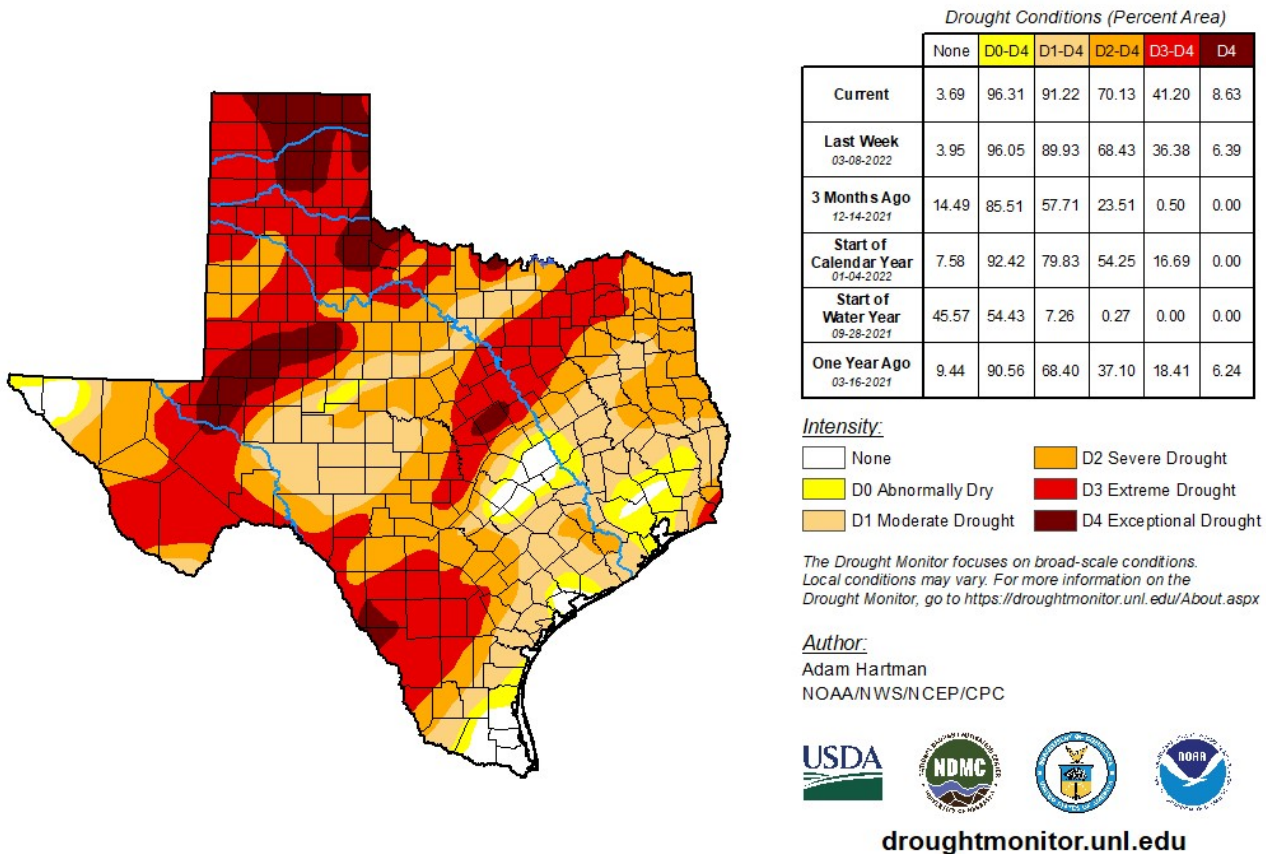 Drought Conditions (Percent Area)
None D0-D4 D1-D4 D2-D4 D3-D4 D4
Current 3.69 96.31 91.22 70.13 41.20 8.63
Last Week
03-08-2022
3.95 96.05 89.93 68.43 36.38 6.39
3 Months Ago
12-14-2021
14.49 85.51 57.71 23.51 0.50 0.00
Start of
Calendar Year
01-04-2022
7.58 92.42 79.83 54.25 16.69 0.00
Start of
Water Year
09-28-2021
45.57 54.43 7.26 0.27 0.00 0.00
One Year Ago
03-16-2021
9.44 90.56 68.40 37.10 18.41 6.24
Intensity:
None
D0 Abnormally Dry
D1 Moderate Drought
D2 Severe Drought
D3 Extreme Drought
D4 Exceptional Drought
The Drought Monitor focuses on broad-scale conditions.
Local conditions may vary. For more information on the
Drought Monitor, go to https://droughtmonitor.unl.edu/About.aspx
Author:
Adam Hartman
NOAA/NWS/NCEP/CPC
USDA
NDMC
NOAA
droughtmonitor.unl.edu